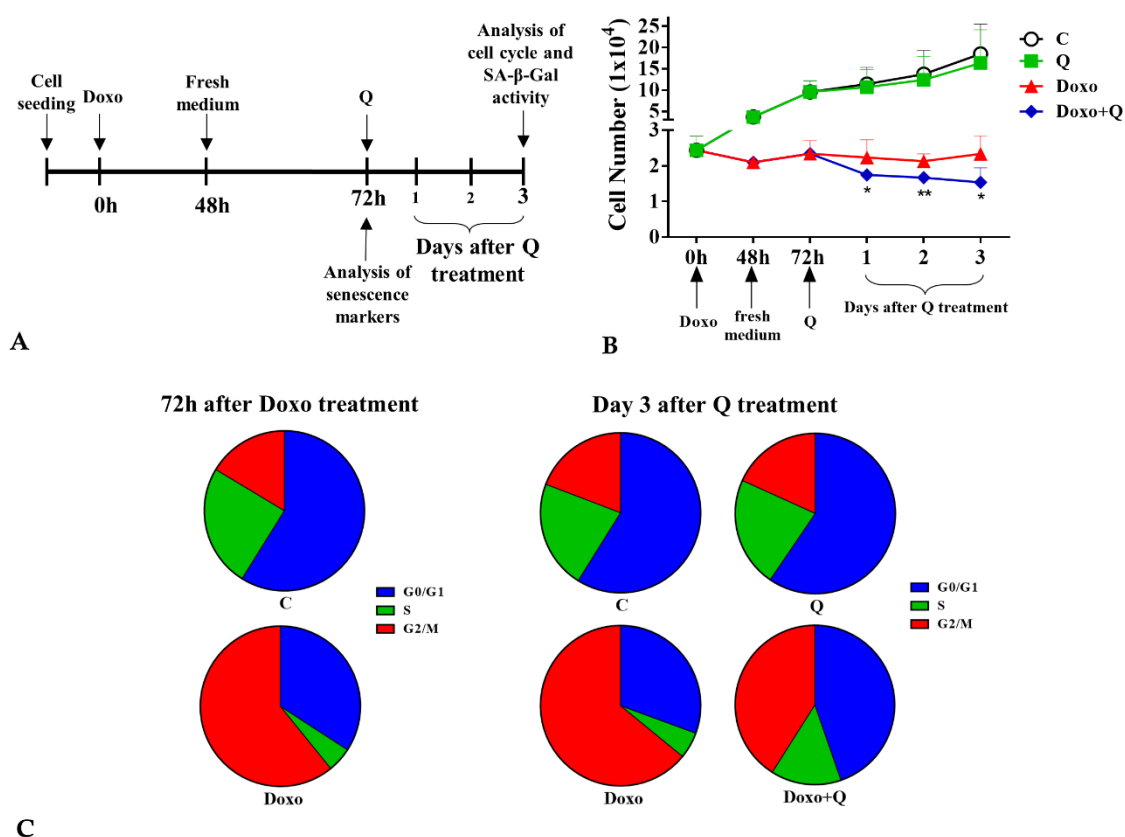 Analysis of
cell cycle and
SA-β-Gal
activity
Cell
seeding
Doxo
Fresh
medium
Q
0h
48h
72h
1
2
3
Days after Q
treatment
Analysis of
senescence
markers
A
Cell Number (1x10⁴)
25
20
15
10
5
3
2
1
0
C
Q
Doxo
Doxo+Q
*
**
*
0h
48h
72h
1
2
3
Doxo
fresh
medium
Q
Days after Q treatment
B
72h after Doxo treatment
Day 3 after Q treatment
C
G0/G1
S
G2/M
Doxo
C
Q
G0/G1
S
G2/M
Doxo
Doxo+Q
C